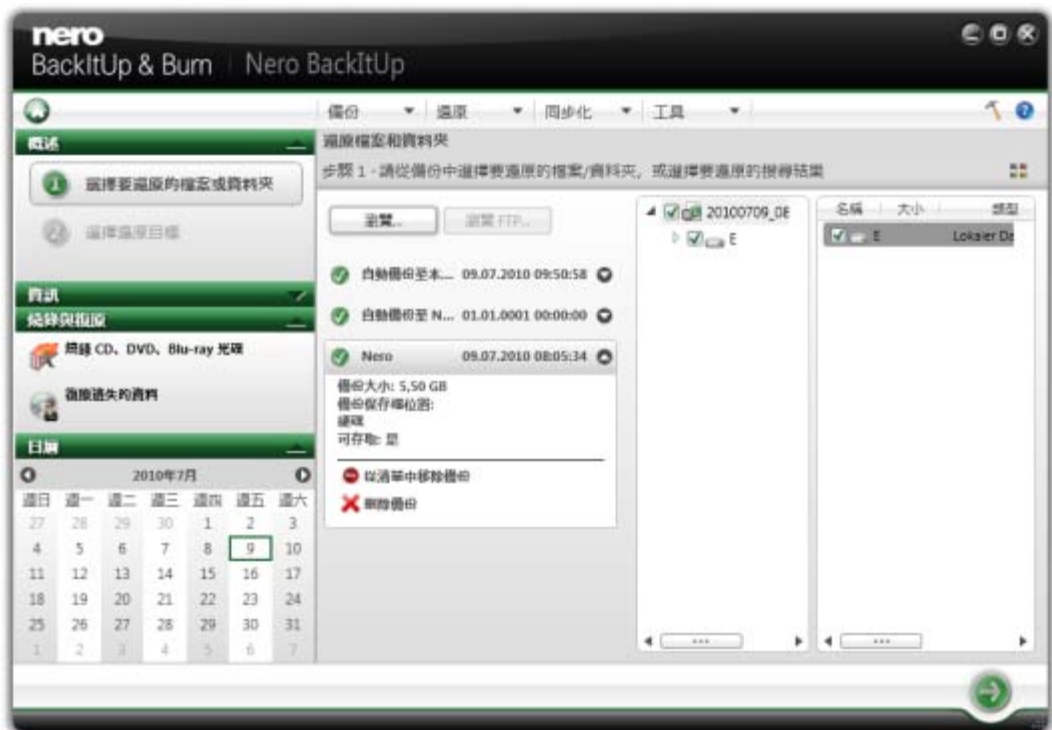 nero
BackItUp & Burn | Nero BackItUp
備份
還原
同步化
工具
概述
1 選擇要還原的檔案或資料夾
2 選擇還原目標
資訊
燒錄與復原
燒錄 CD、DVD、Blu-ray 光碟
復原遺失的資料
日曆
2010年7月
週日 週一 週二 週三 週四 週五 週六
27 28 29 30 1 2 3
4 5 6 7 8 9 10
11 12 13 14 15 16 17
18 19 20 21 22 23 24
25 26 27 28 29 30 31
1 2 3 4 5 6 7
還原檔案和資料夾
步驟 1 - 請從備份中選擇要還原的檔案/資料夾，或選擇要還原的搜尋結果
瀏覽...
瀏覽 FTP...
自動備份至本... 09.07.2010 09:50:58
自動備份至 N... 01.01.0001 00:00:00
Nero 09.07.2010 08:05:34
備份大小: 5,50 GB
備份保存檔位置:
硬碟
可存取: 是
從清單中移除備份
刪除備份
20100709_08
E
名稱 大小 類型
E Lokaler Da